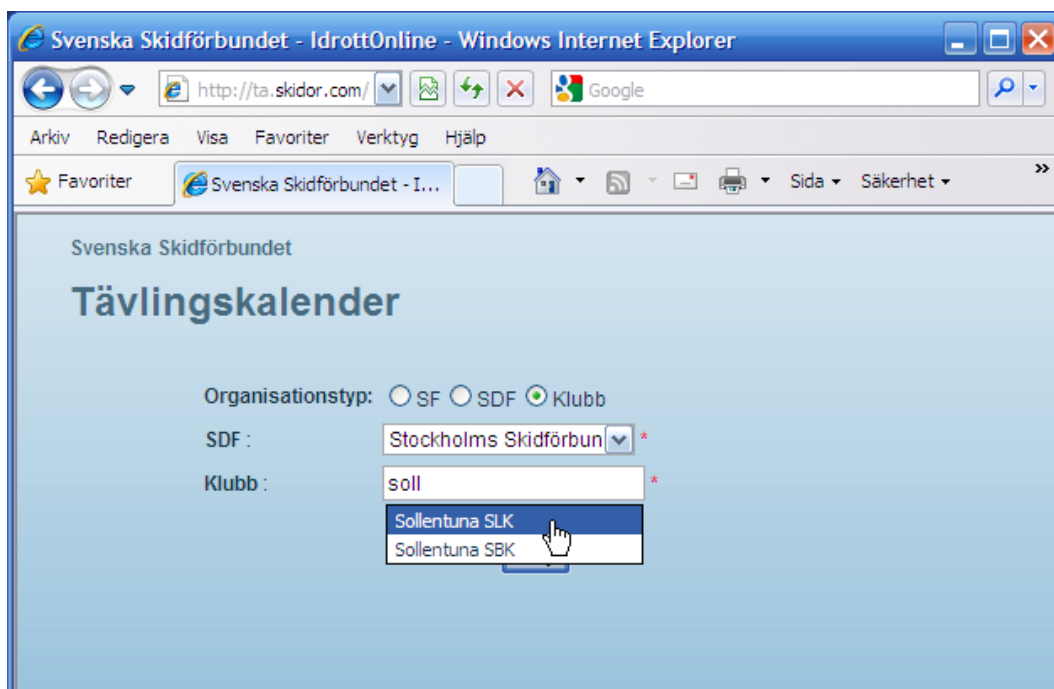 Svenska Skidförbundet - IdrottOnline - Windows Internet Explorer
http://ta.skidor.com/
Google
Arkiv Redigera Visa Favoriter Verktyg Hjälp
Favoriter
Svenska Skidförbundet - I...
Sida
Säkerhet
»
Svenska Skidförbundet
Tävlingskalender
Organisationstyp: SF SDF Klubb
SDF : Stockholms Skidförbun *
Klubb : soll *
Sollentuna SLK
Sollentuna SBK